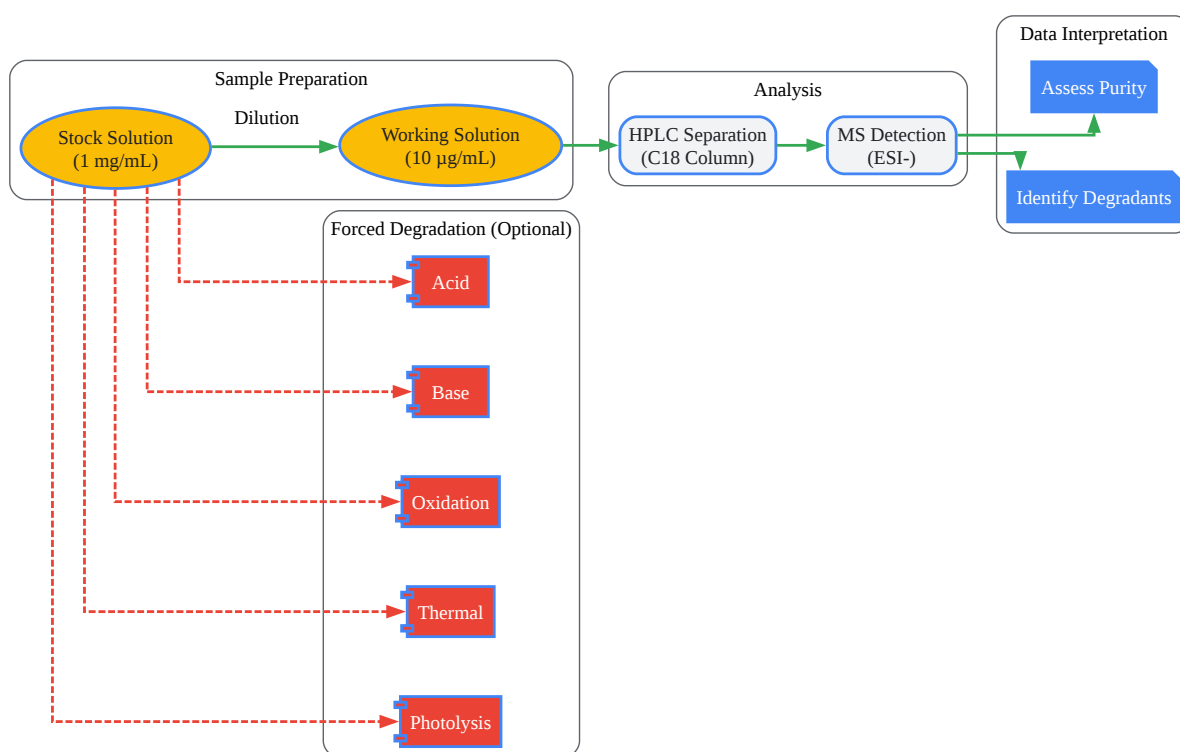 Sample Preparation
Stock Solution
(1 mg/mL)
Dilution
Working Solution
(10 µg/mL)
Analysis
HPLC Separation
(C18 Column)
MS Detection
(ESI-)
Data Interpretation
Assess Purity
Identify Degradants
Forced Degradation (Optional)
Acid
Base
Oxidation
Thermal
Photolysis